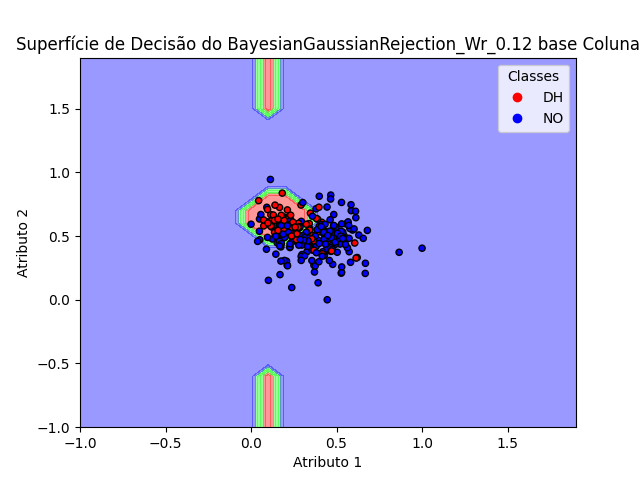 Superfície de Decisão do BayesianGaussianRejection_Wr_0.12 base Coluna
Classes
DH
NO
1.5
1.0
0.5
0.0
−0.5
−1.0
Atributo 2
−1.0
−0.5
0.0
0.5
1.0
1.5
Atributo 1